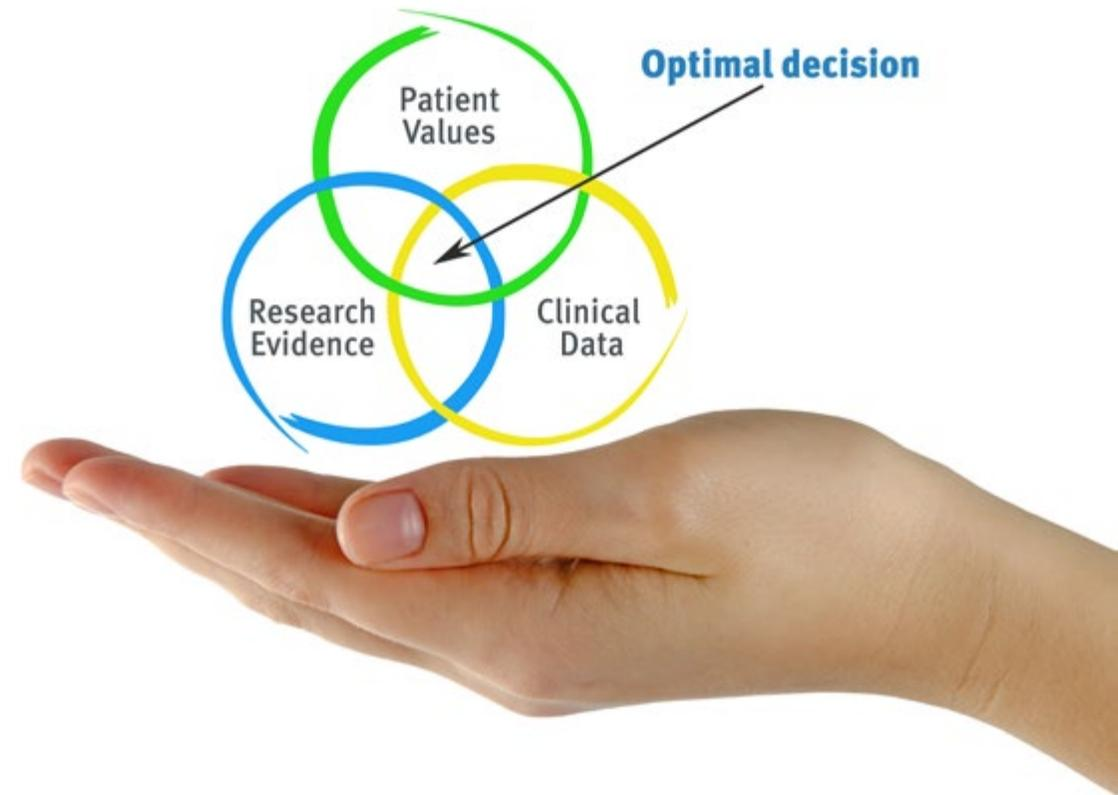 Optimal decision
Patient
Values
Research
Evidence
Clinical
Data